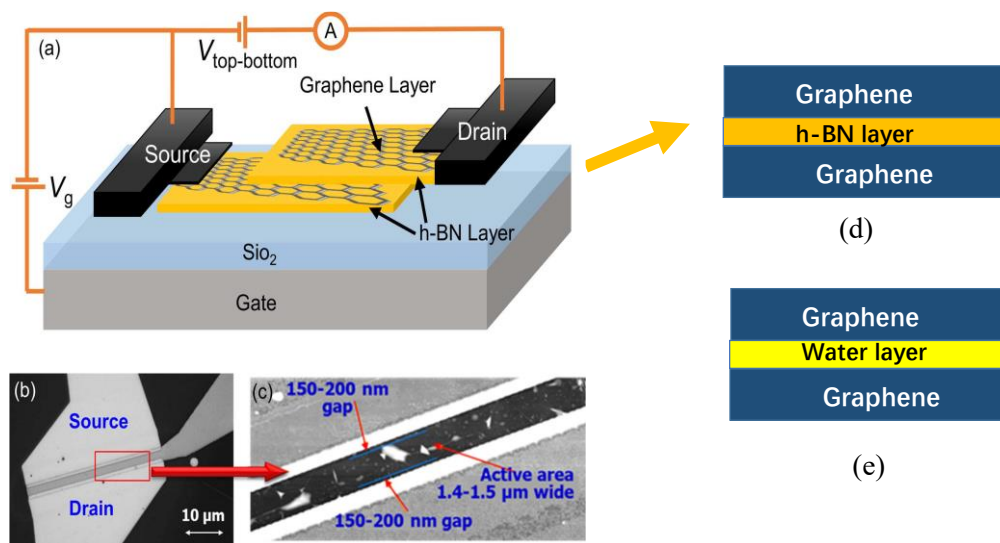 (a)
V top-bottom
A
Graphene Layer
Source
Drain
Vg
h-BN Layer
Sio2
Gate
Graphene
h-BN layer
Graphene
(d)
Graphene
Water layer
Graphene
(e)
(b)
Source
Drain
10 μm
(c)
150-200 nm
gap
Active area
1.4-1.5 μm wide
150-200 nm gap